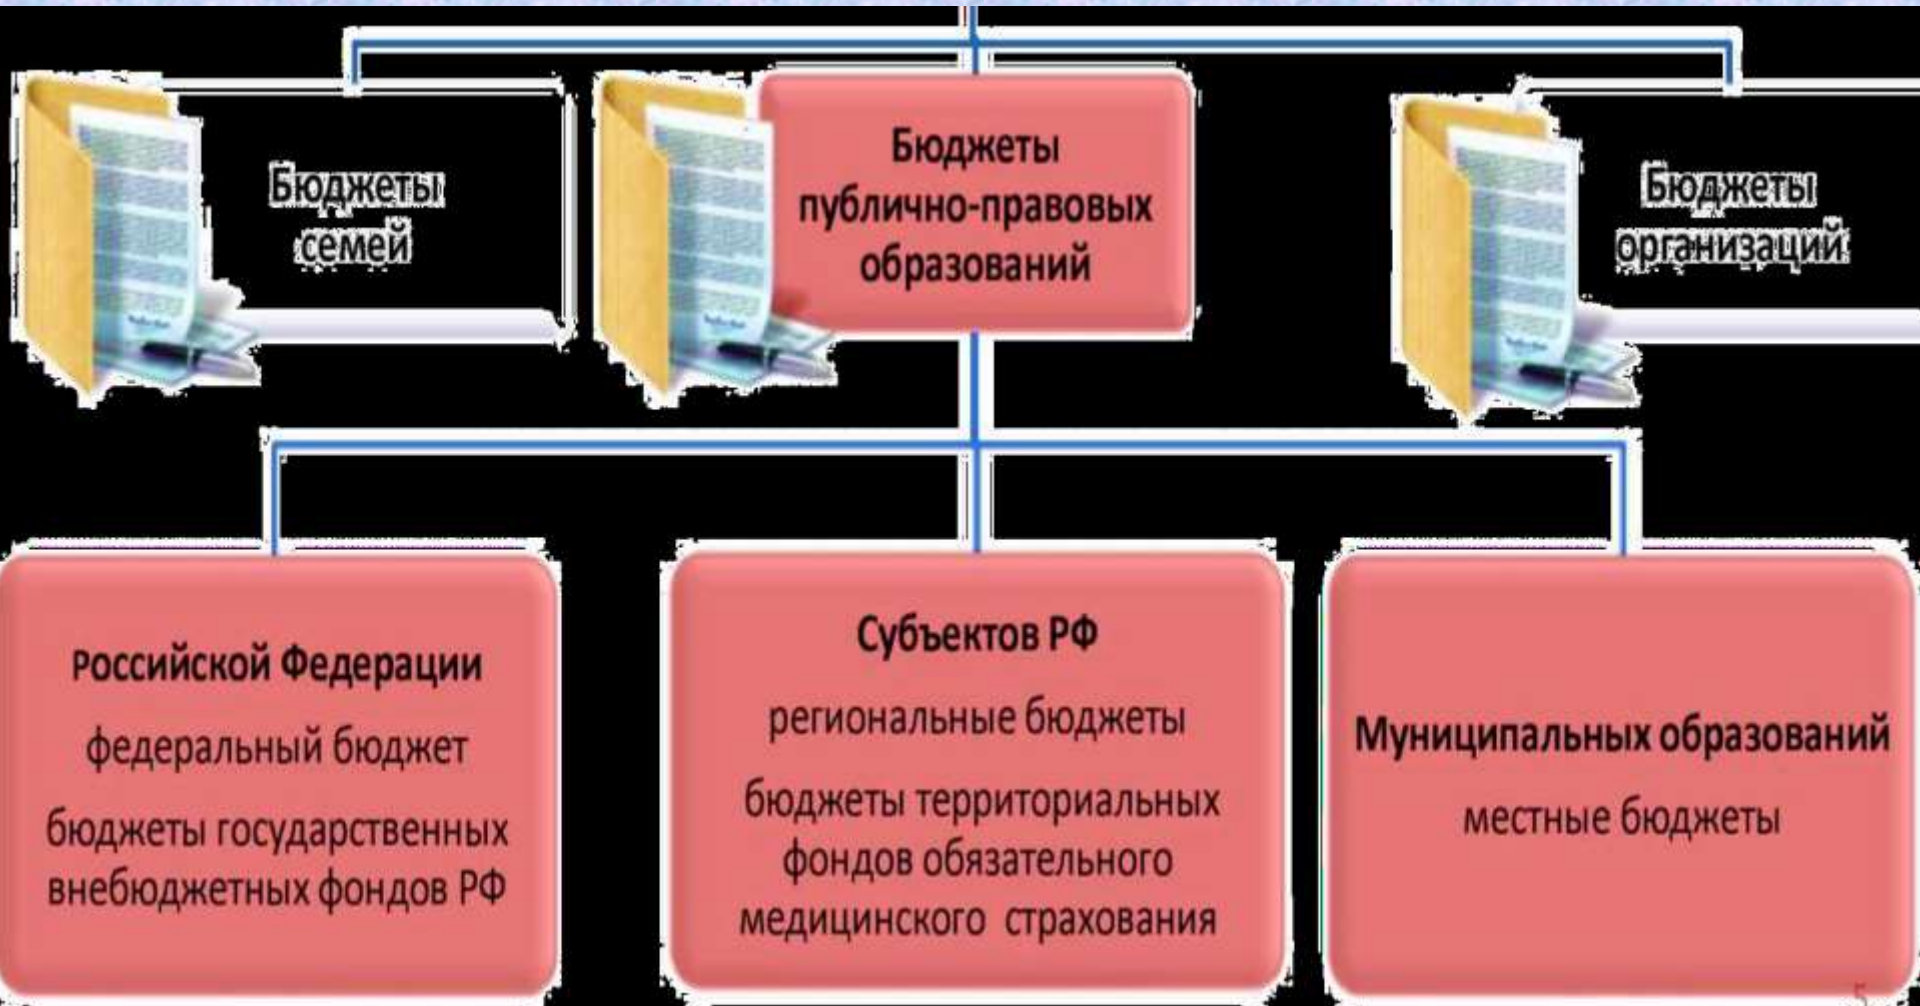 Бюджеты
семей
Бюджеты
публично-правовых
образований
Бюджеты
организаций
Российской Федерации
федеральный бюджет
бюджеты государственных
внебюджетных фондов РФ
Субъектов РФ
региональные бюджеты
бюджеты территориальных
фондов обязательного
медицинского страхования
Муниципальных образований
местные бюджеты
5